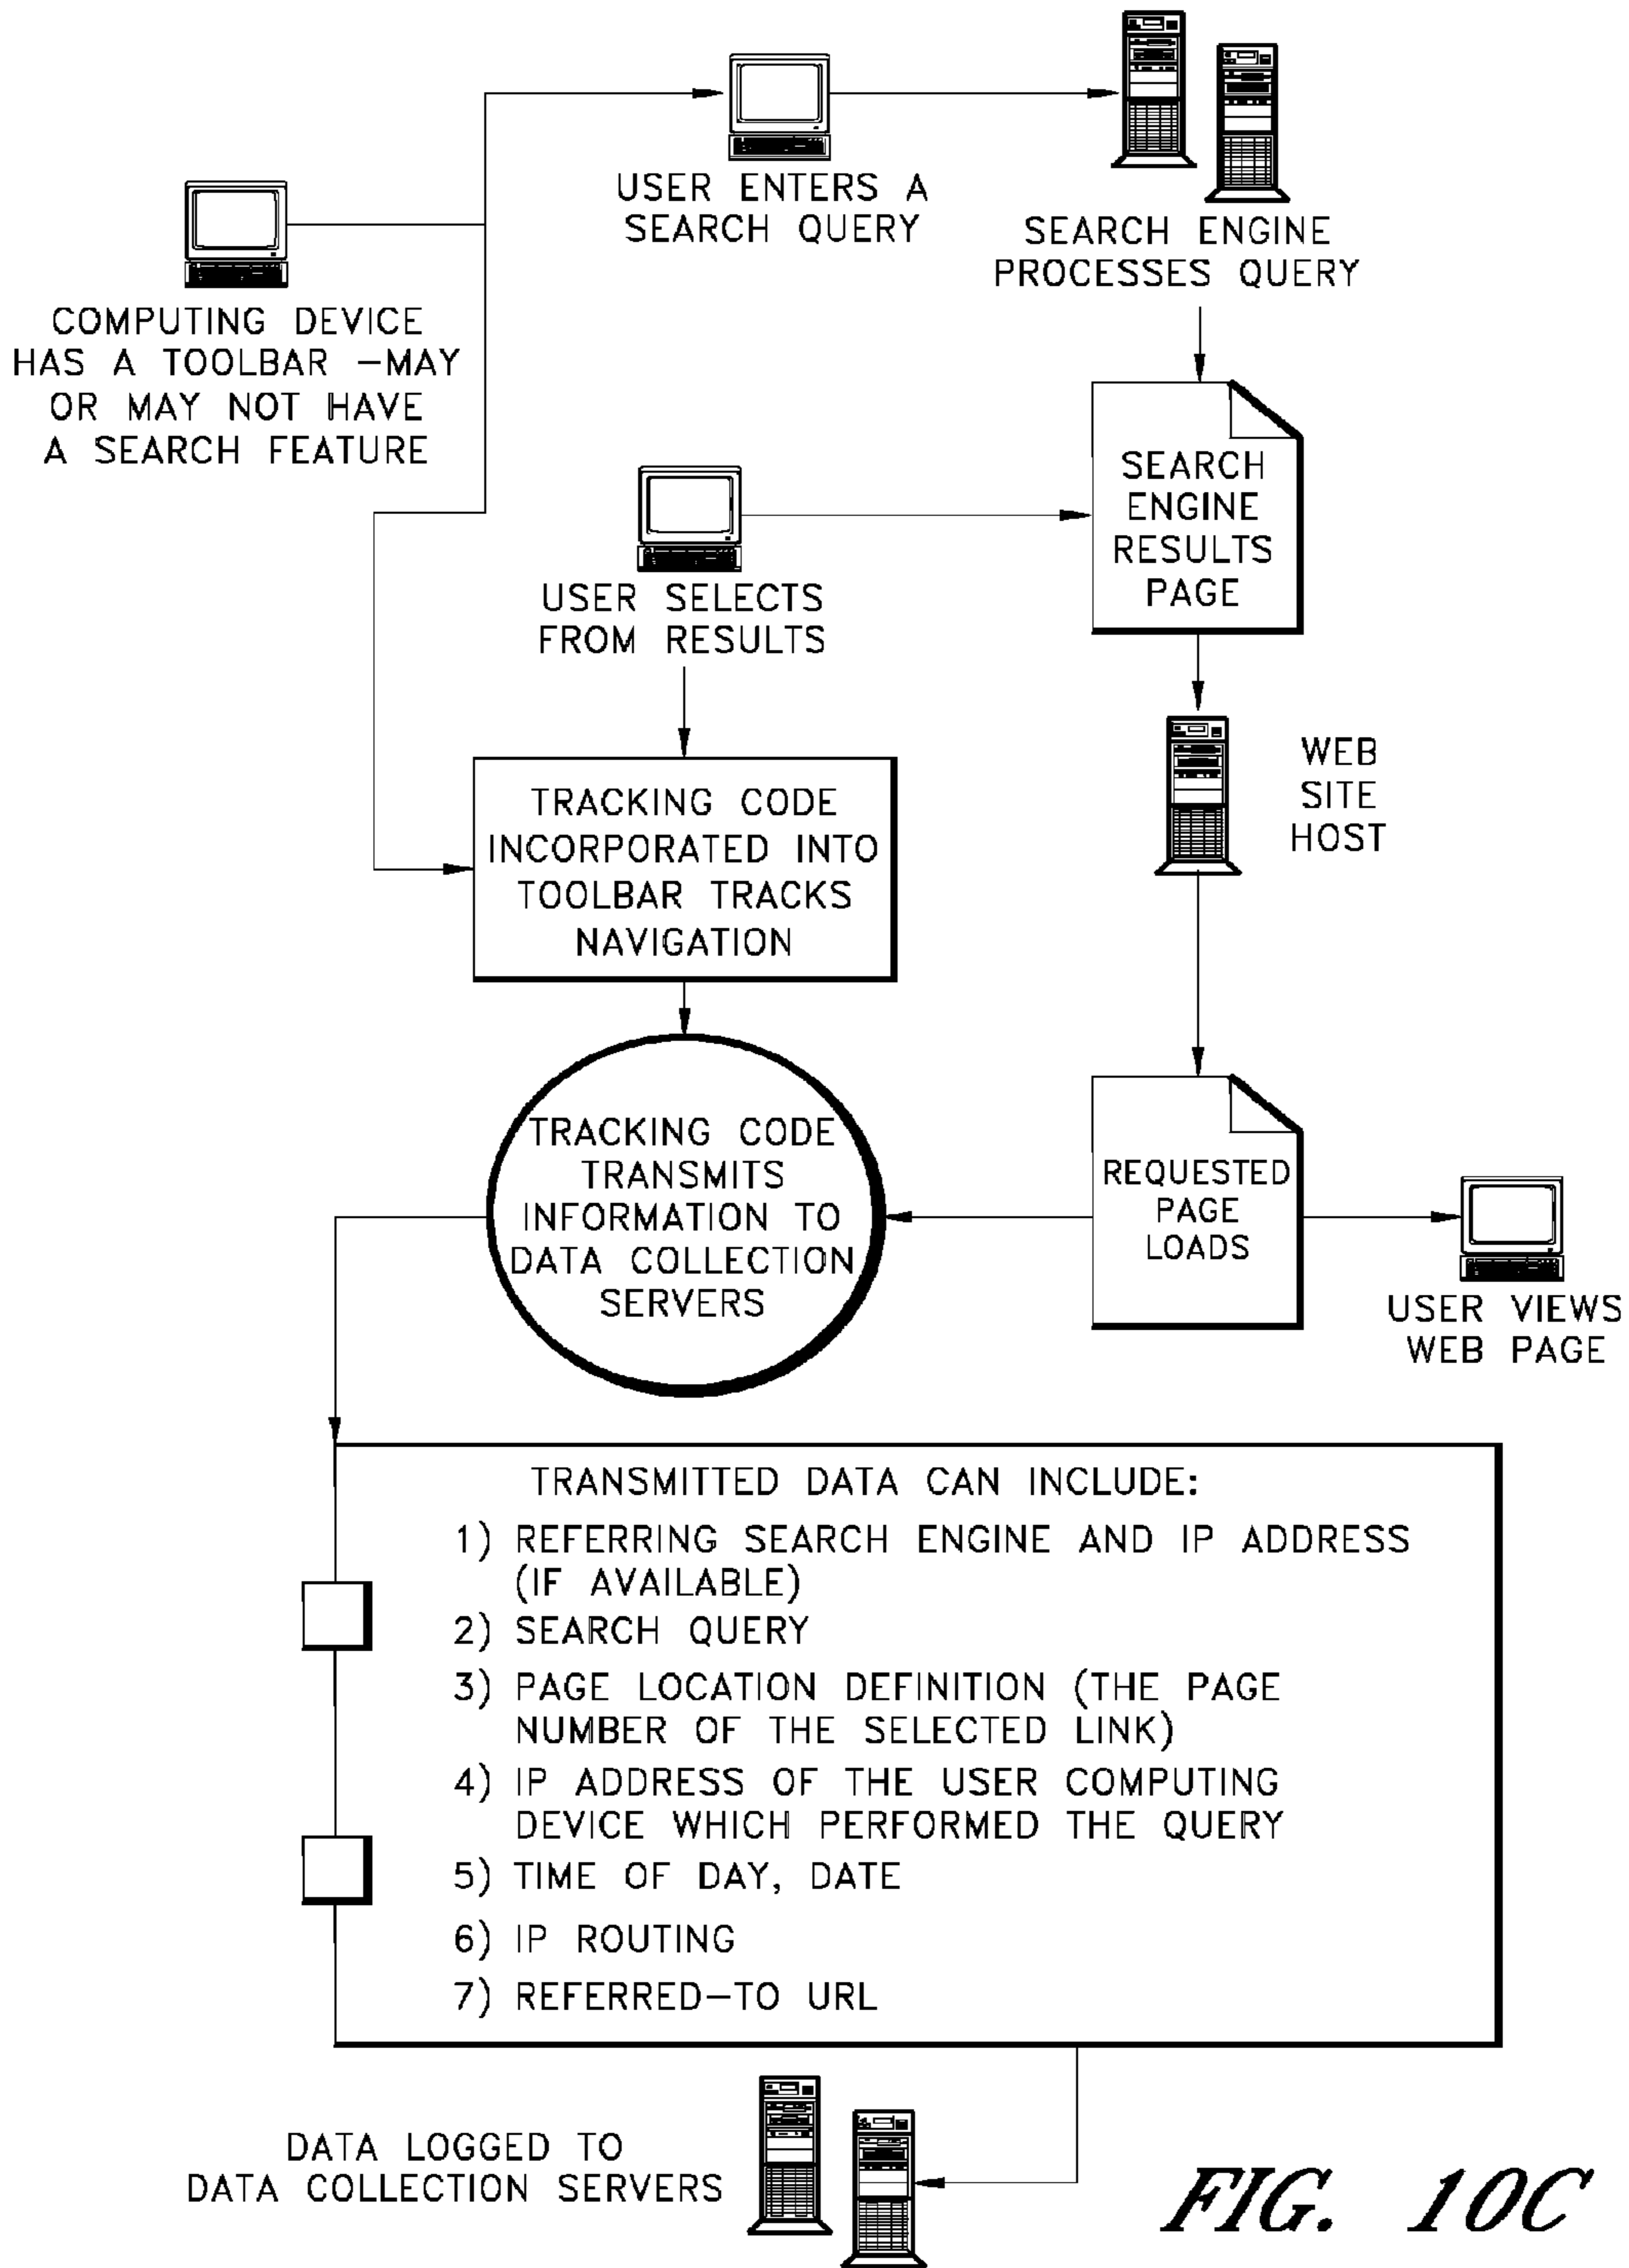 USER ENTERS A
SEARCH QUERY
SEARCH ENGINE
PROCESSES QUERY
COMPUTING DEVICE
HAS A TOOLBAR –MAY
OR MAY NOT HAVE
A SEARCH FEATURE
SEARCH
ENGINE
RESULTS
PAGE
USER SELECTS
FROM RESULTS
WEB
SITE
HOST
TRACKING CODE
INCORPORATED INTO
TOOLBAR TRACKS
NAVIGATION
TRACKING CODE
TRANSMITS
INFORMATION TO
DATA COLLECTION
SERVERS
REQUESTED
PAGE
LOADS
USER VIEWS
WEB PAGE
TRANSMITTED DATA CAN INCLUDE:
1) REFERRING SEARCH ENGINE AND IP ADDRESS
(IF AVAILABLE)
2) SEARCH QUERY
3) PAGE LOCATION DEFINITION (THE PAGE
NUMBER OF THE SELECTED LINK)
4) IP ADDRESS OF THE USER COMPUTING
DEVICE WHICH PERFORMED THE QUERY
5) TIME OF DAY, DATE
6) IP ROUTING
7) REFERRED–TO URL
DATA LOGGED TO
DATA COLLECTION SERVERS
FIG. 10C